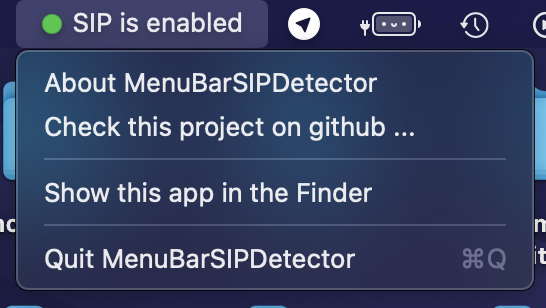 SIP is enabled
About MenuBarSIPDetector
Check this project on github ...
Show this app in the Finder
Quit MenuBarSIPDetector ⌘Q